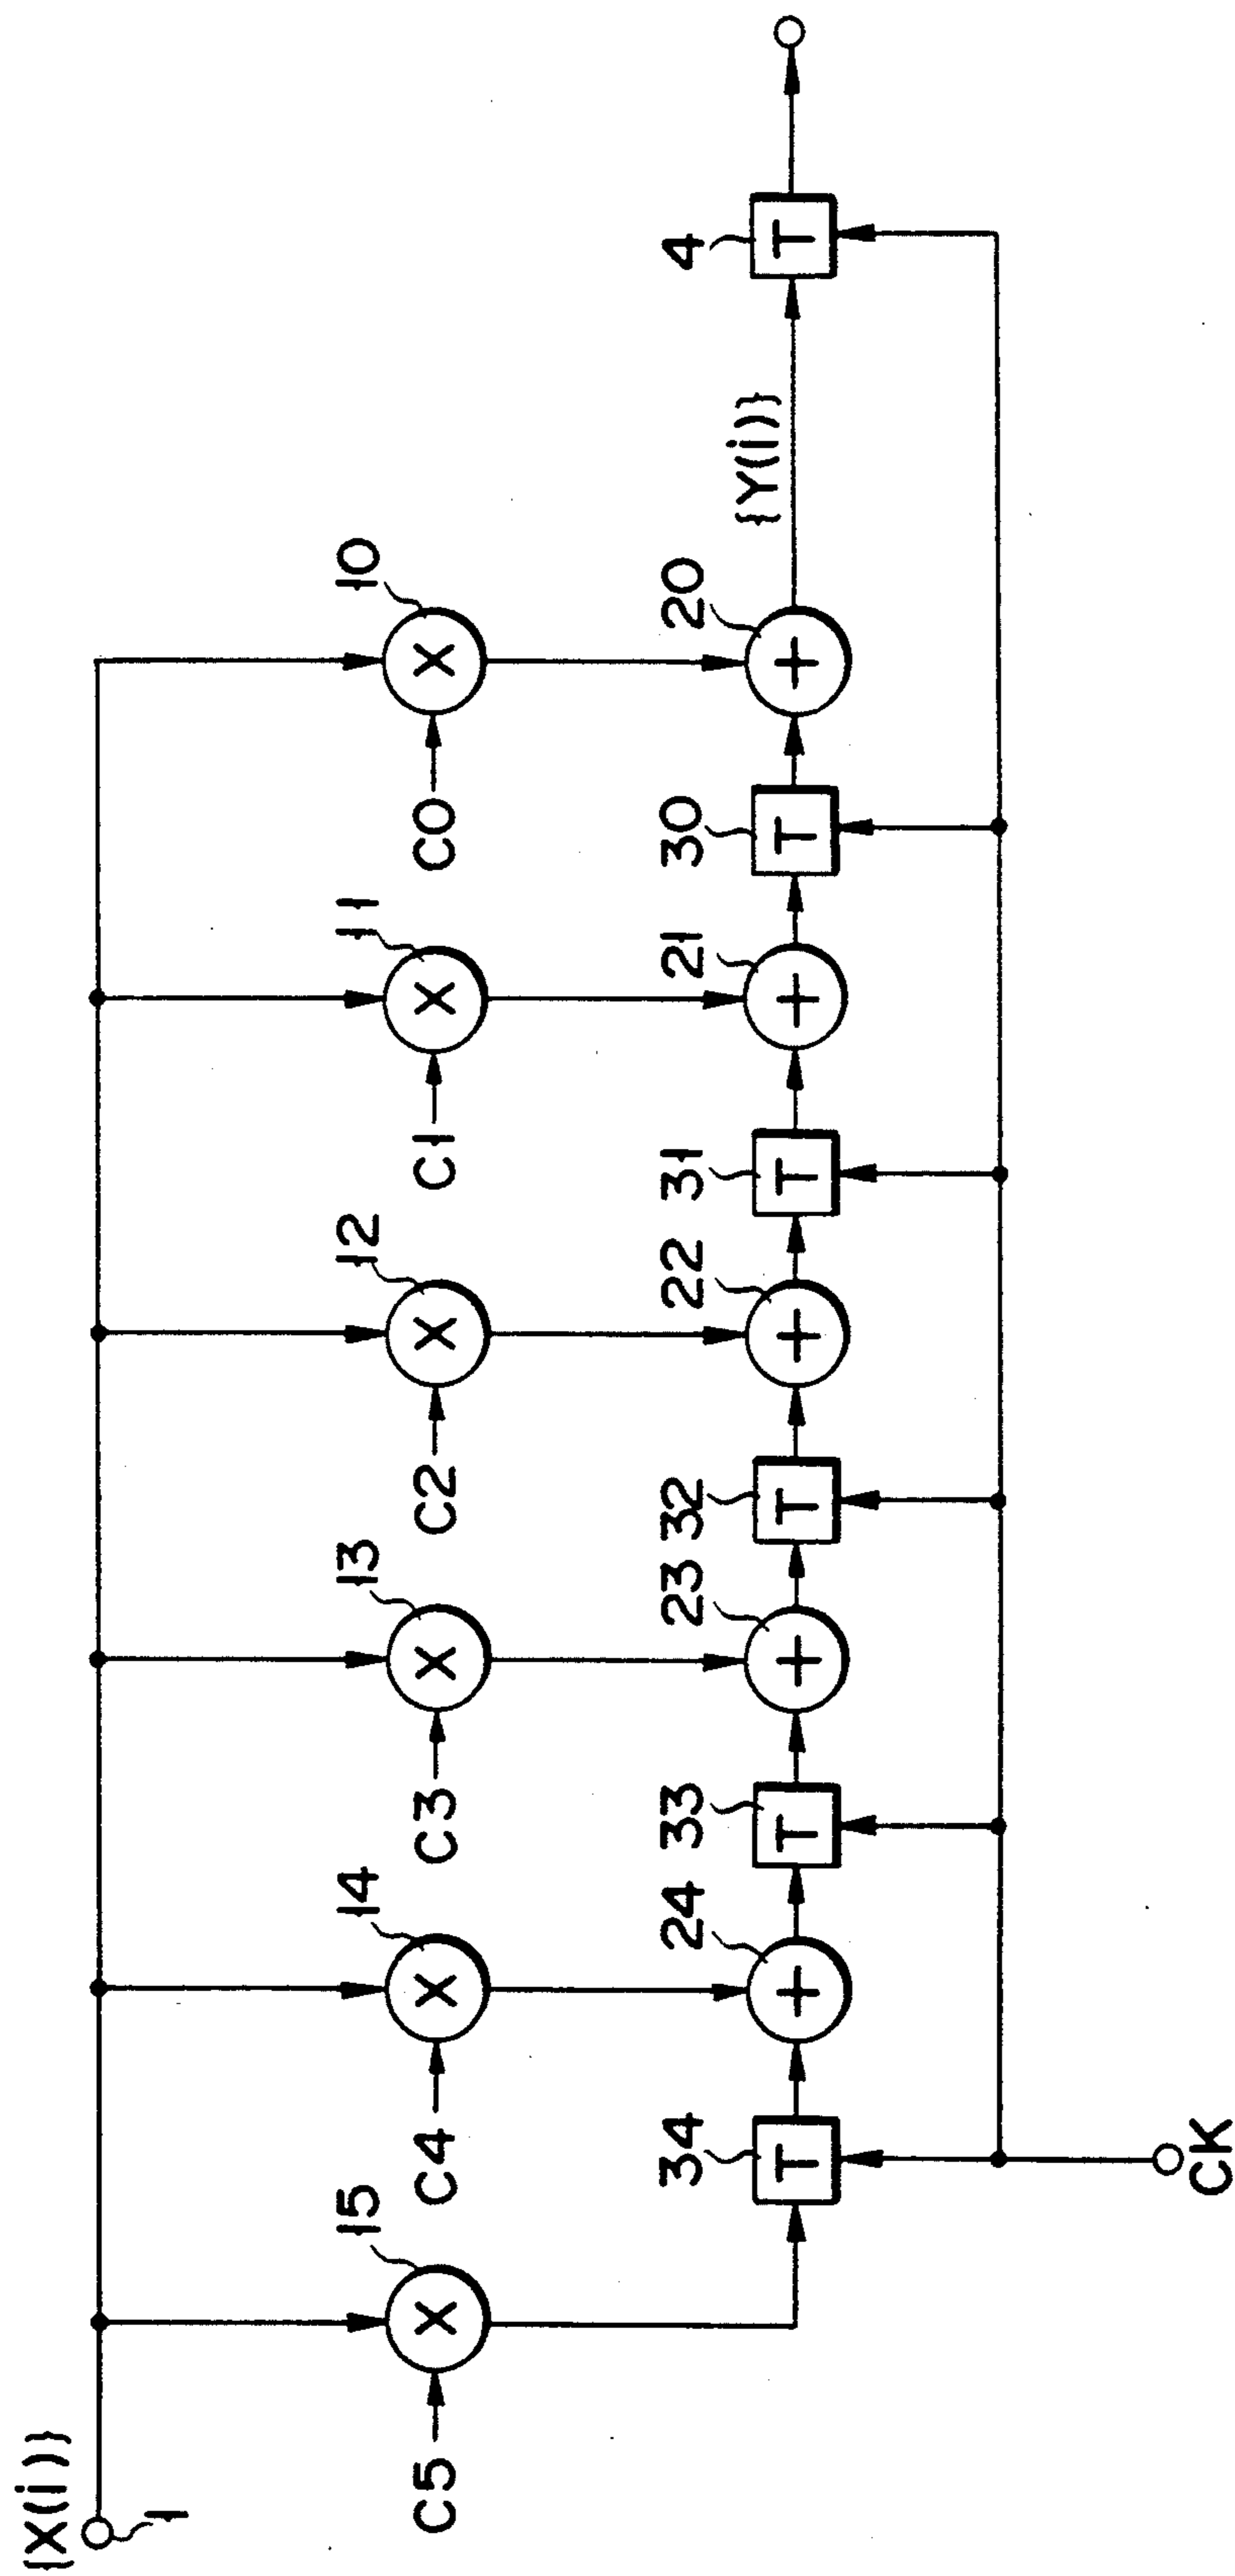 {X(i)}
1
15
14
13
12
11
10
X
X
X
X
X
X
C5
C4
C3
C2
C1
C0
34
24
33
23
32
22
31
21
30
20
{Y(i)}
4
T
+
T
+
T
+
T
+
T
+
T
CK